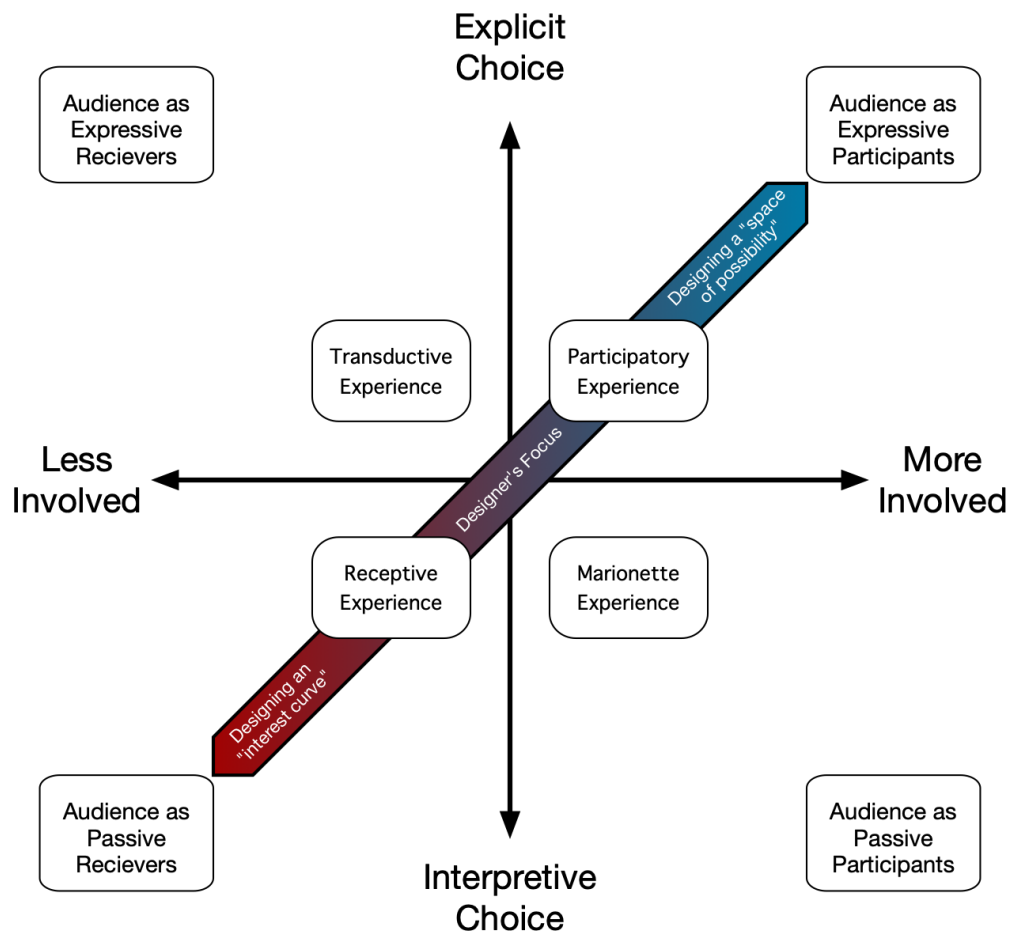 Explicit
Choice
Audience as
Expressive
Recievers
Audience as
Expressive
Participants
Designing a "space
of possibility"
Transductive
Experience
Participatory
Experience
Less
Involved
Designer's Focus
More
Involved
Receptive
Experience
Marionette
Experience
Designing an
"interest curve"
Audience as
Passive
Recievers
Audience as
Passive
Participants
Interpretive
Choice